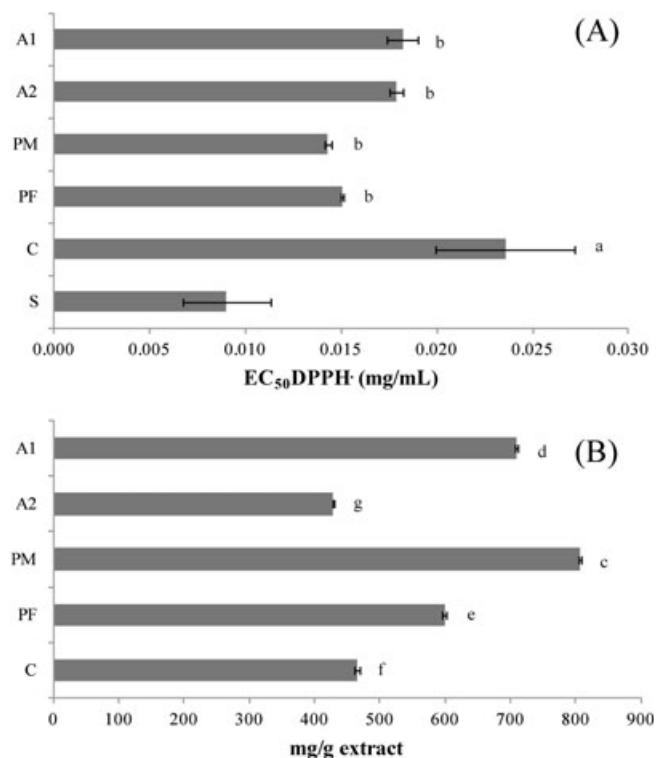 (A)
A1
b
A2
b
PM
b
PF
b
C
a
S
0.000 0.005 0.010 0.015 0.020 0.025 0.030
EC₅₀DPPH· (mg/mL)
(B)
A1
d
A2
g
PM
c
PF
e
C
f
0 100 200 300 400 500 600 700 800 900
mg/g extract